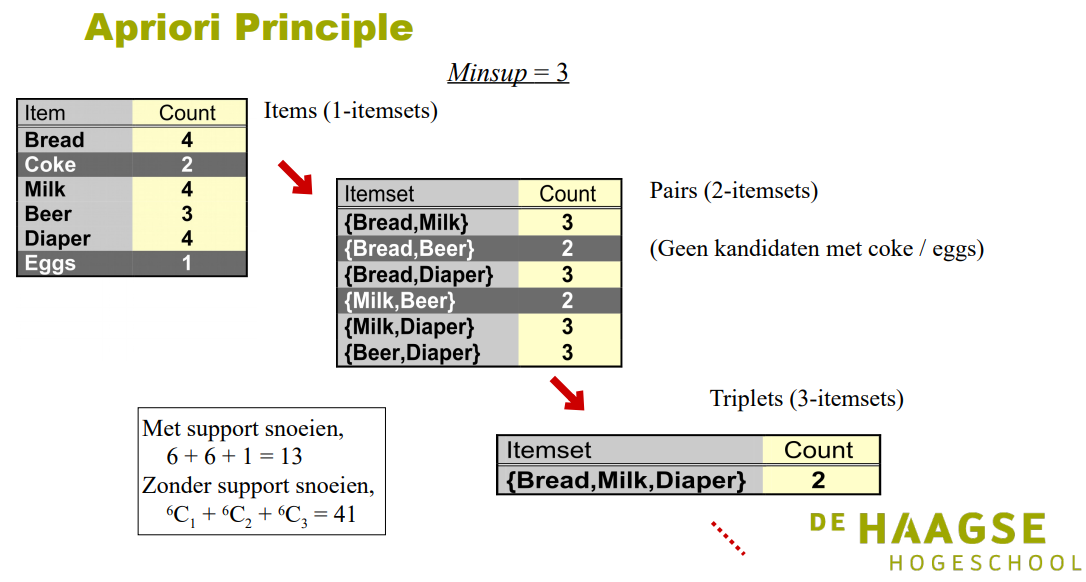 Apriori Principle
Minsup = 3
Item Count
Bread 4
Coke 2
Milk 4
Beer 3
Diaper 4
Eggs 1
Items (1-itemsets)
Itemset Count
{Bread,Milk} 3
{Bread,Beer} 2
{Bread,Diaper} 3
{Milk,Beer} 2
{Milk,Diaper} 3
{Beer,Diaper} 3
Pairs (2-itemsets)
(Geen kandidaten met coke / eggs)
Triplets (3-itemsets)
Itemset Count
{Bread,Milk,Diaper} 2
Met support snoeien,
6 + 6 + 1 = 13
Zonder support snoeien,
⁶C₁ + ⁶C₂ + ⁶C₃ = 41
DE HAAGSE
HOGESCHOOL